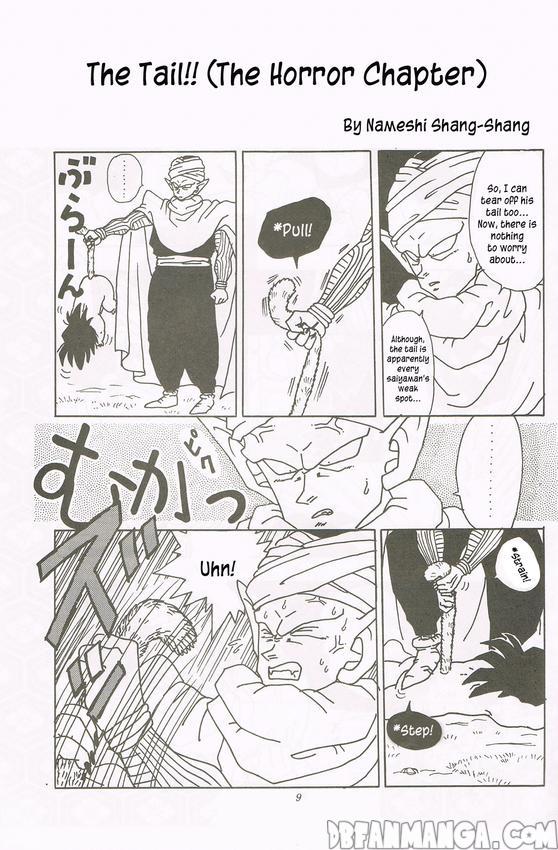 The Tail!! (The Horror Chapter)
By Nameshi Shang-Shang
So, I can
tear off his
tail too...
Now, there is
nothing
to worry
about...
Although,
the tail is
apparently
every
saiyaman's
weak
spot...
*Pull!
......
ぶらーん
......
ピク
むかっ
*Strain!
*Step!
Uhn!
ズズ
9
DBFANMANGA.COM